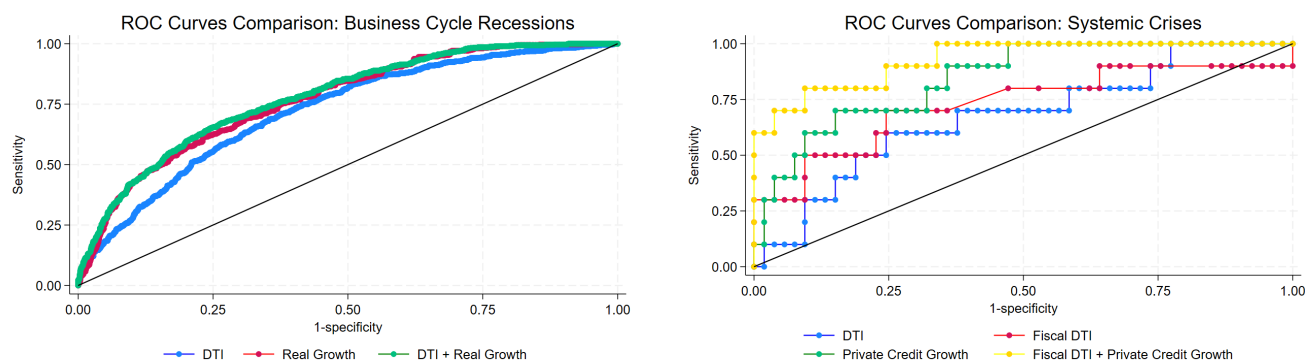 ROC Curves Comparison: Business Cycle Recessions
1.00
0.75
0.50
0.25
0.00
Sensitivity
0.00 0.25 0.50 0.75 1.00
1-specificity
DTI Real Growth DTI + Real Growth
ROC Curves Comparison: Systemic Crises
1.00
0.75
0.50
0.25
0.00
Sensitivity
0.00 0.25 0.50 0.75 1.00
1-specificity
DTI Fiscal DTI
Private Credit Growth Fiscal DTI + Private Credit Growth